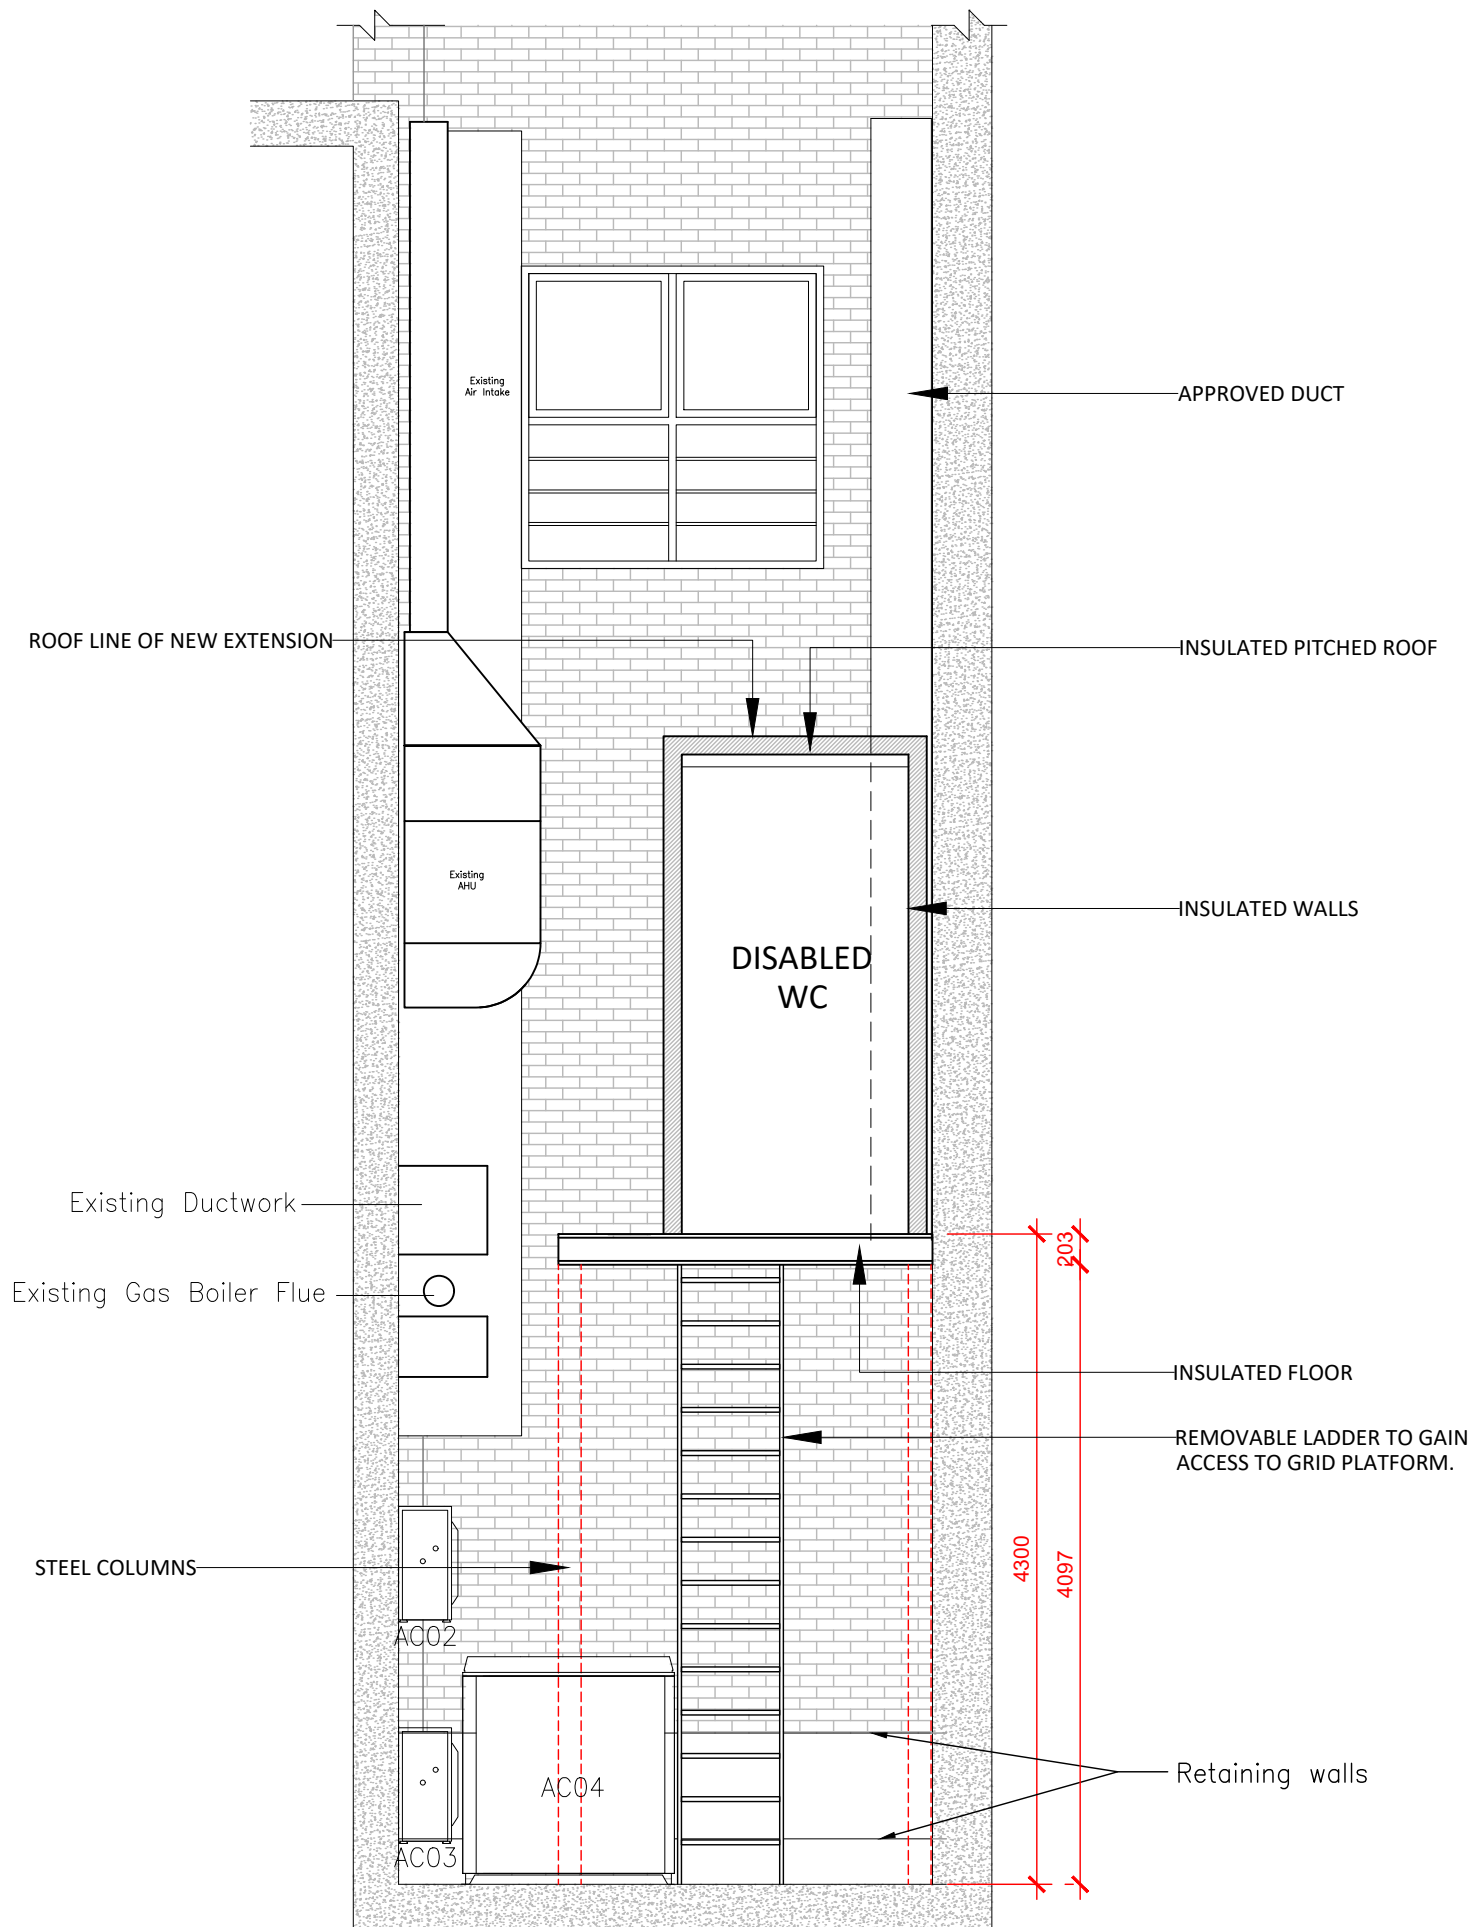 Existing
Air Intake
APPROVED DUCT
ROOF LINE OF NEW EXTENSION
INSULATED PITCHED ROOF
Existing
AHU
INSULATED WALLS
DISABLED
WC
Existing Ductwork
203
Existing Gas Boiler Flue
INSULATED FLOOR
REMOVABLE LADDER TO GAIN
ACCESS TO GRID PLATFORM.
4300
4097
STEEL COLUMNS
AC02
AC04
Retaining walls
AC03